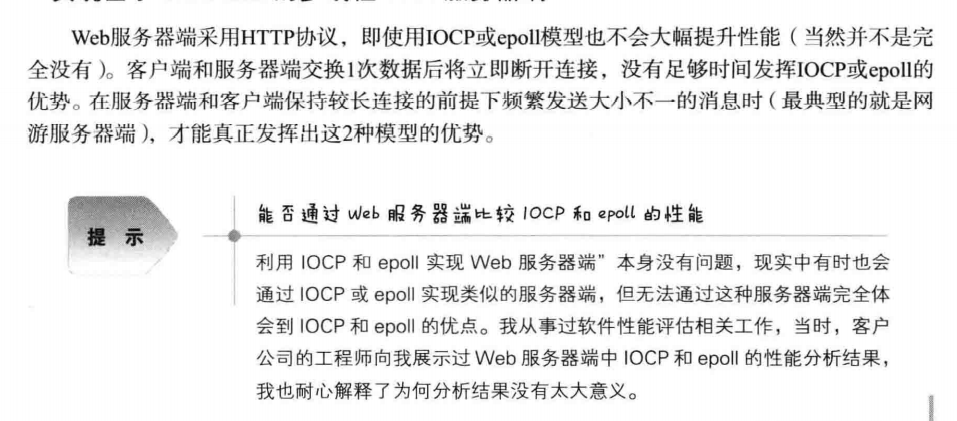 Web服务器端采用HTTP协议，即使用IOCP或epoll模型也不会大幅提升性能（当然并不是完
全没有）。客户端和服务器端交换1次数据后将立即断开连接，没有足够时间发挥IOCP或epoll的
优势。在服务器端和客户端保持较长连接的前提下频繁发送大小不一的消息时（最典型的就是网
游服务器端），才能真正发挥出这2种模型的优势。
提 示
能否通过 Web 服务器端比较 IOCP 和 epoll 的性能
利用 IOCP 和 epoll 实现 Web 服务器端”本身没有问题，现实中有时也会
通过 IOCP 或 epoll 实现类似的服务器端，但无法通过这种服务器端完全体
会到 IOCP 和 epoll 的优点。我从事过软件性能评估相关工作，当时，客户
公司的工程师向我展示过 Web 服务器端中 IOCP 和 epoll 的性能分析结果，
我也耐心解释了为何分析结果没有太大意义。